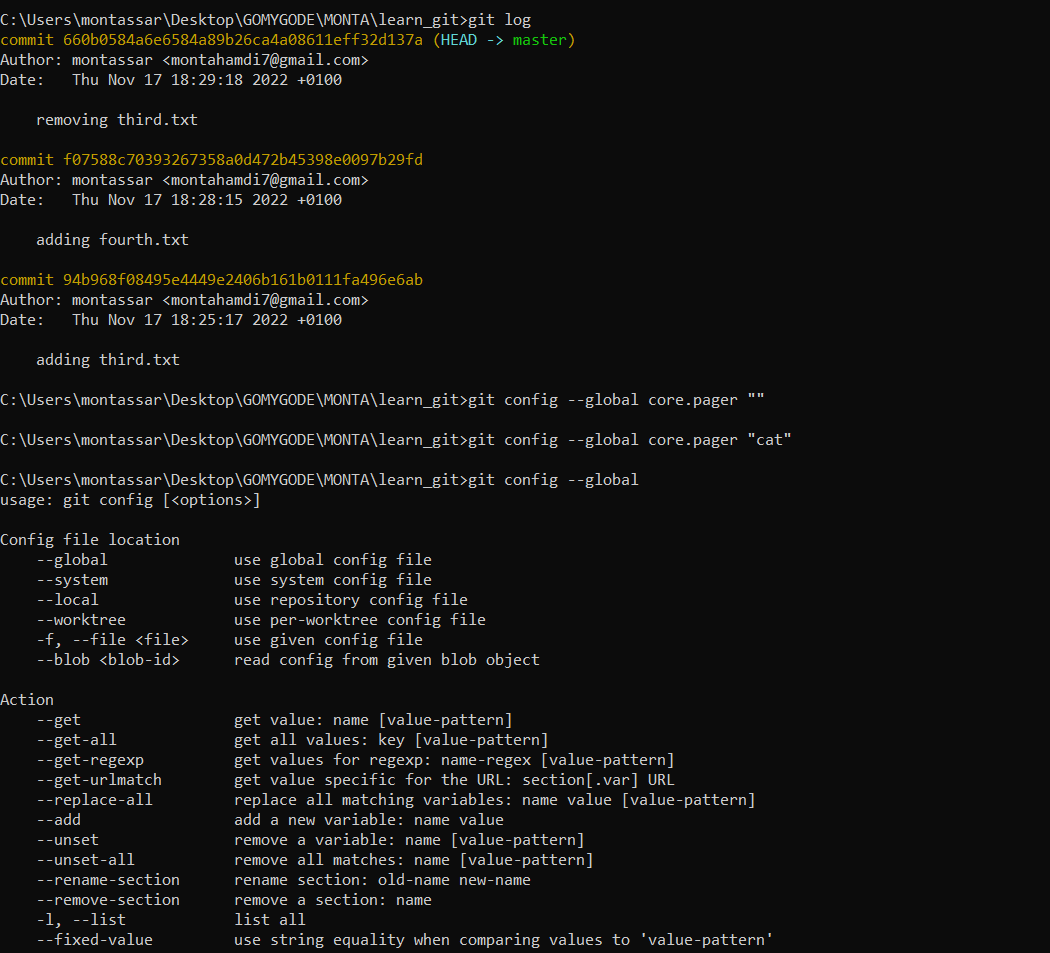 C:\Users\montassar\Desktop\GOMYGODE\MONTA\learn_git>git log
commit 660b0584a6e6584a89b26ca4a08611eff32d137a (HEAD -> master)
Author: montassar <montahamdi7@gmail.com>
Date:   Thu Nov 17 18:29:18 2022 +0100

    removing third.txt

commit f07588c70393267358a0d472b45398e0097b29fd
Author: montassar <montahamdi7@gmail.com>
Date:   Thu Nov 17 18:28:15 2022 +0100

    adding fourth.txt

commit 94b968f08495e4449e2406b161b0111fa496e6ab
Author: montassar <montahamdi7@gmail.com>
Date:   Thu Nov 17 18:25:17 2022 +0100

    adding third.txt

C:\Users\montassar\Desktop\GOMYGODE\MONTA\learn_git>git config --global core.pager ""

C:\Users\montassar\Desktop\GOMYGODE\MONTA\learn_git>git config --global core.pager "cat"

C:\Users\montassar\Desktop\GOMYGODE\MONTA\learn_git>git config --global
usage: git config [<options>]

Config file location
    --global              use global config file
    --system              use system config file
    --local               use repository config file
    --worktree            use per-worktree config file
    -f, --file <file>     use given config file
    --blob <blob-id>      read config from given blob object

Action
    --get                 get value: name [value-pattern]
    --get-all             get all values: key [value-pattern]
    --get-regexp          get values for regexp: name-regex [value-pattern]
    --get-urlmatch        get value specific for the URL: section[.var] URL
    --replace-all         replace all matching variables: name value [value-pattern]
    --add                 add a new variable: name value
    --unset               remove a variable: name [value-pattern]
    --unset-all           remove all matches: name [value-pattern]
    --rename-section      rename section: old-name new-name
    --remove-section      remove a section: name
    -l, --list            list all
    --fixed-value         use string equality when comparing values to 'value-pattern'